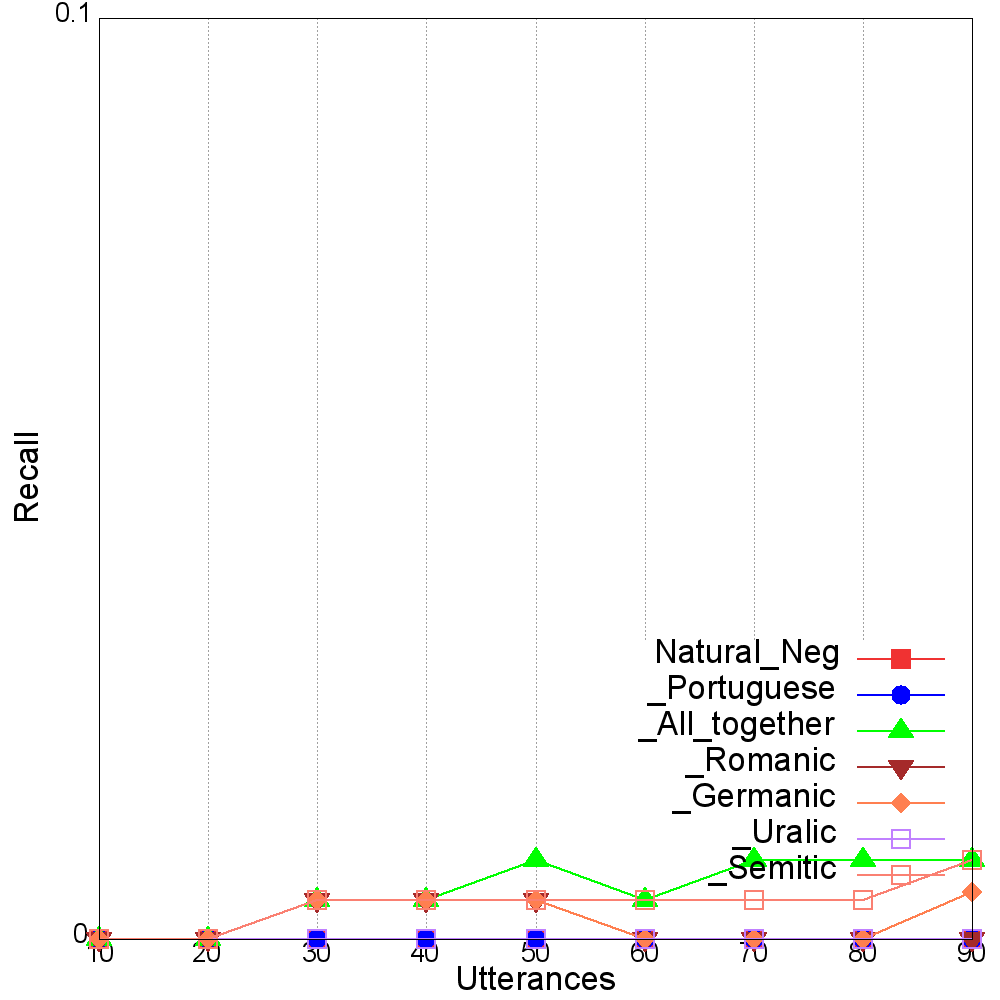 0.1
Recall
Natural_Neg
_Portuguese
_All_together
_Romanic
_Germanic
_Uralic
_Semitic
0
10 20 30 40 50 60 70 80 90
Utterances